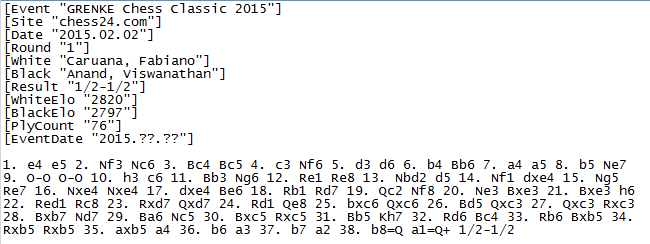 [Event "GRENKE Chess Classic 2015"]
[Site "chess24.com"]
[Date "2015.02.02"]
[Round "1"]
[White "Caruana, Fabiano"]
[Black "Anand, Viswanathan"]
[Result "1/2-1/2"]
[WhiteElo "2820"]
[BlackElo "2797"]
[PlyCount "76"]
[EventDate "2015.??.??"]
1. e4 e5 2. Nf3 Nc6 3. Bc4 Bc5 4. c3 Nf6 5. d3 d6 6. b4 Bb6 7. a4 a5 8. b5 Ne7
9. O-O O-O 10. h3 c6 11. Bb3 Ng6 12. Re1 Re8 13. Nbd2 d5 14. Nf1 dxe4 15. Ng5
Re7 16. Nxe4 Nxe4 17. dxe4 Be6 18. Rb1 Rd7 19. Qc2 Nf8 20. Ne3 Bxe3 21. Bxe3 h6
22. Red1 Rc8 23. Rxd7 Qxd7 24. Rd1 Qe8 25. bxc6 Qxc6 26. Bd5 Qxc3 27. Qxc3 Rxc3
28. Bxb7 Nd7 29. Ba6 Nc5 30. Bxc5 Rxc5 31. Bb5 Kh7 32. Rd6 Bc4 33. Rb6 Bxb5 34.
Rxb5 Rxb5 35. axb5 a4 36. b6 a3 37. b7 a2 38. b8=Q a1=Q+ 1/2-1/2